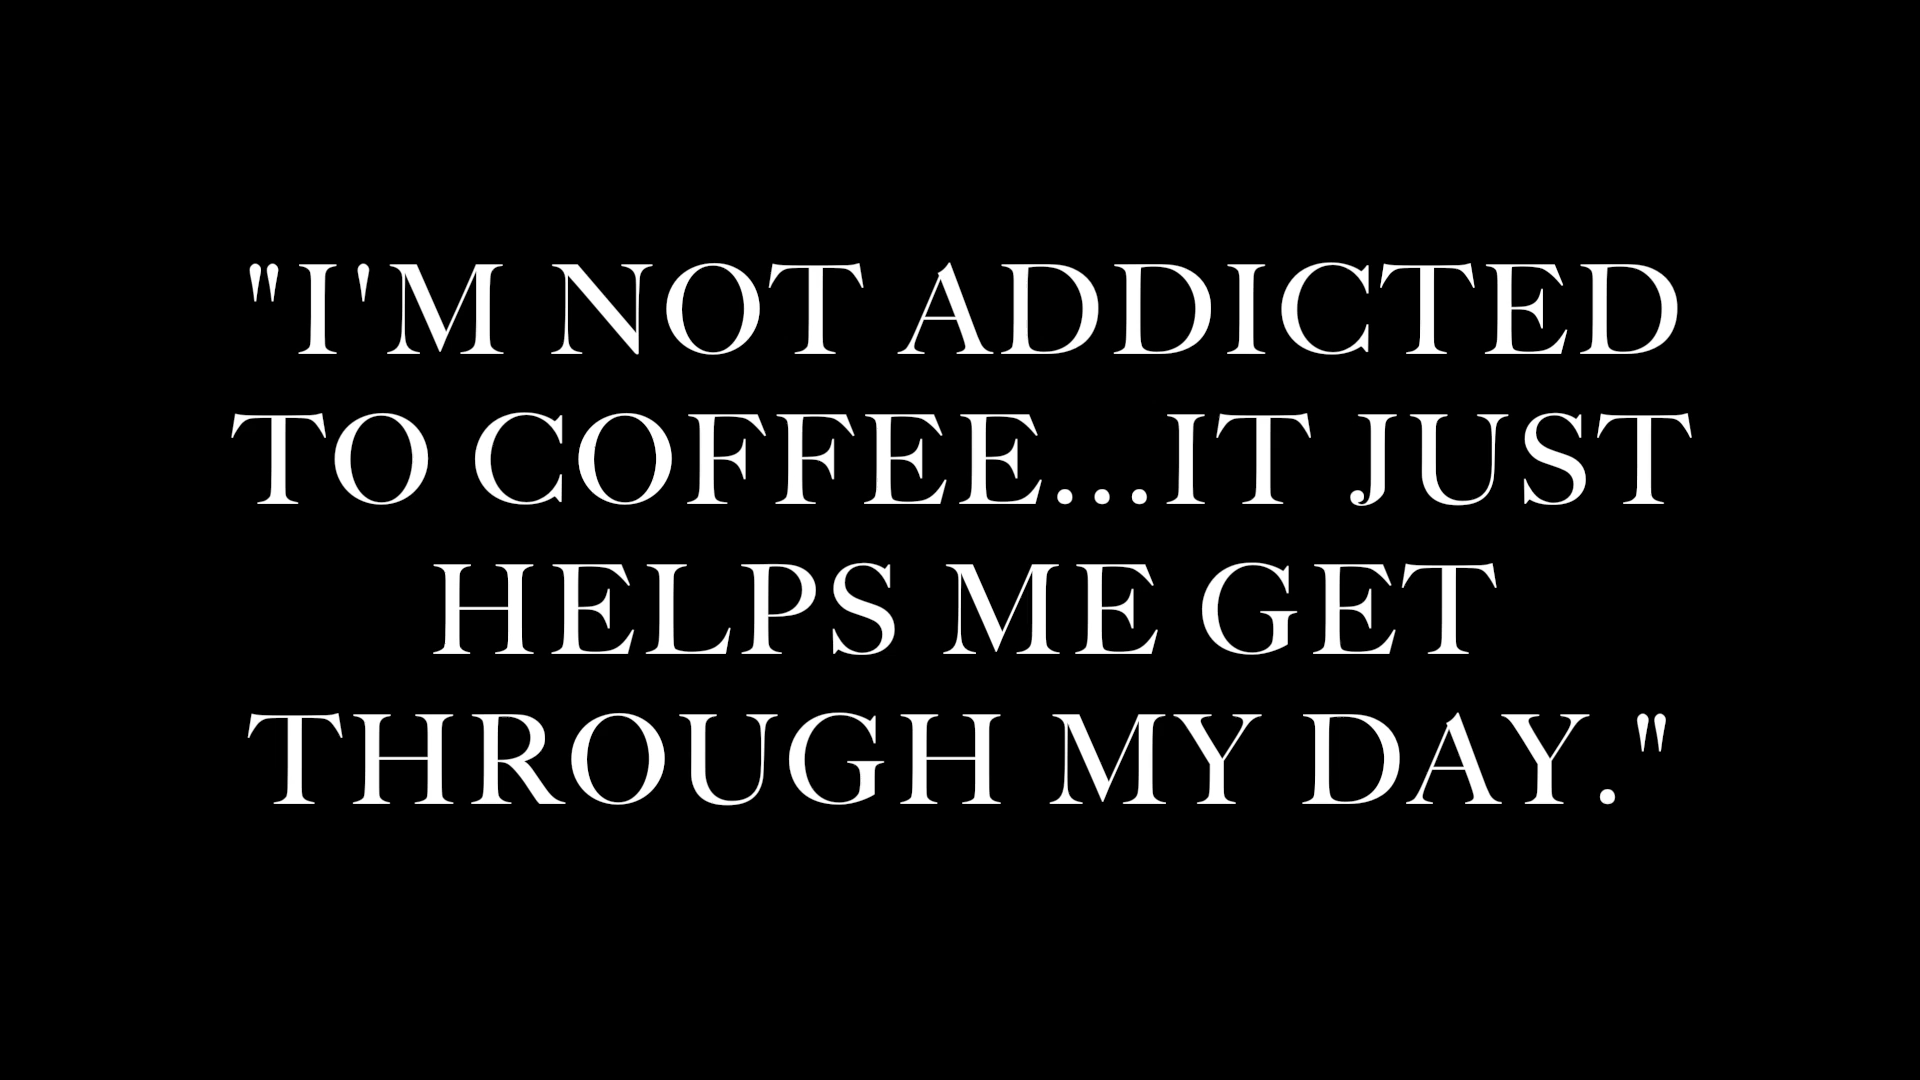 "I'M NOT ADDICTED
TO COFFEE...IT JUST
HELPS ME GET
THROUGH MY DAY."